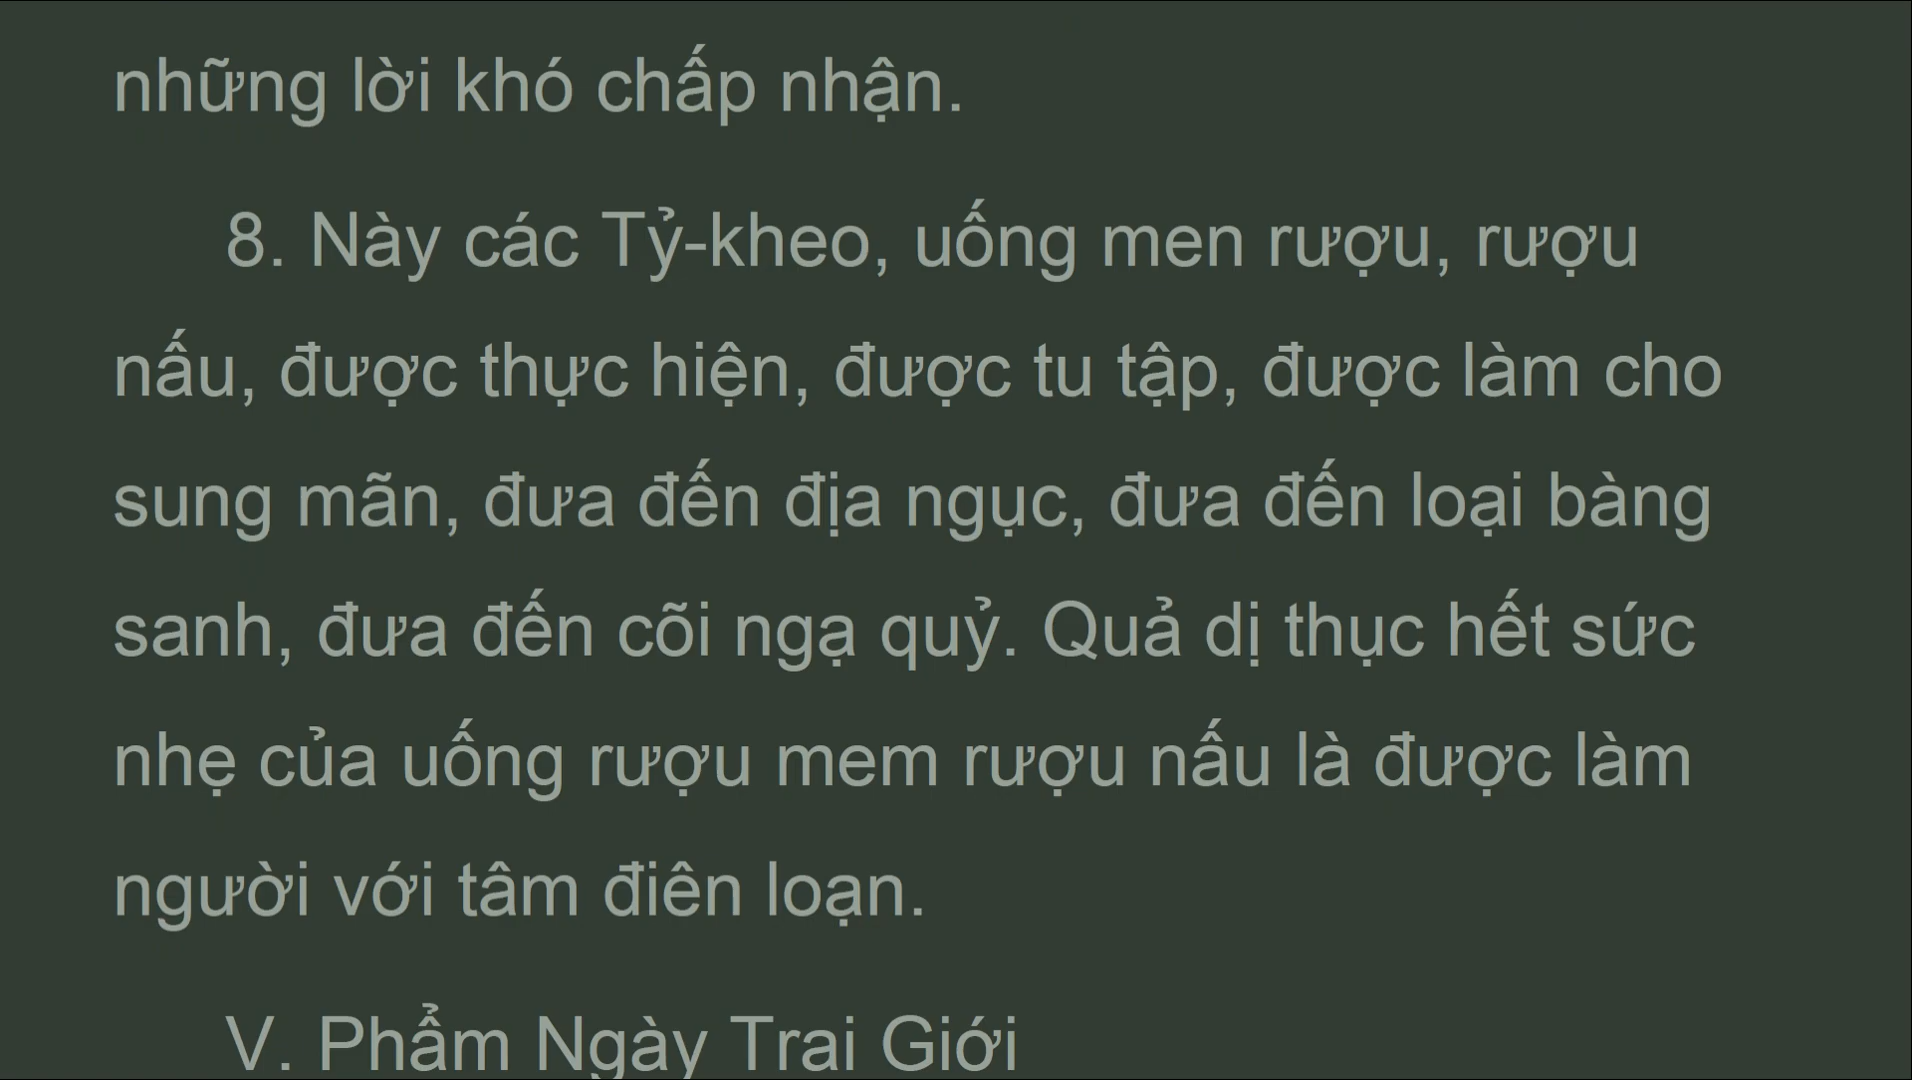 những lời khó chấp nhận.
8. Này các Tỷ-kheo, uống men rượu, rượu
nấu, được thực hiện, được tu tập, được làm cho
sung mãn, đưa đến địa ngục, đưa đến loại bàng
sanh, đưa đến cõi ngạ quỷ. Quả dị thục hết sức
nhẹ của uống rượu mem rượu nấu là được làm
người với tâm điên loạn.
V. Phẩm Ngày Trai Giới